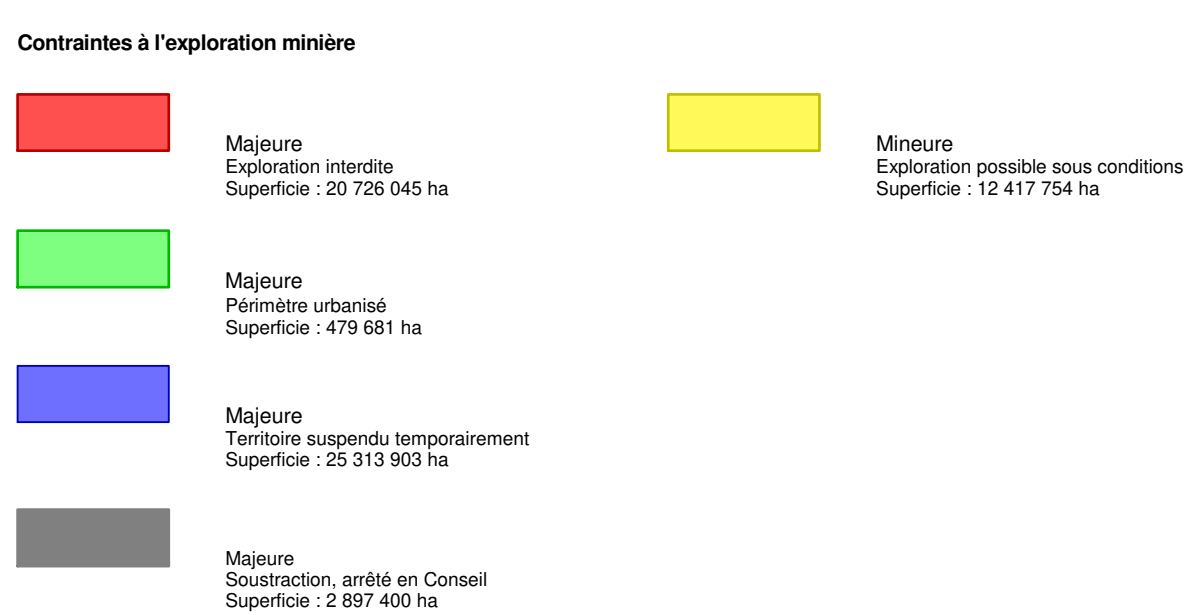 Contraintes à l'exploration minière
Majeure
Exploration interdite
Superficie : 20 726 045 ha
Mineure
Exploration possible sous conditions
Superficie : 12 417 754 ha
Majeure
Périmètre urbanisé
Superficie : 479 681 ha
Majeure
Territoire suspendu temporairement
Superficie : 25 313 903 ha
Majeure
Soustraction, arrêté en Conseil
Superficie : 2 897 400 ha